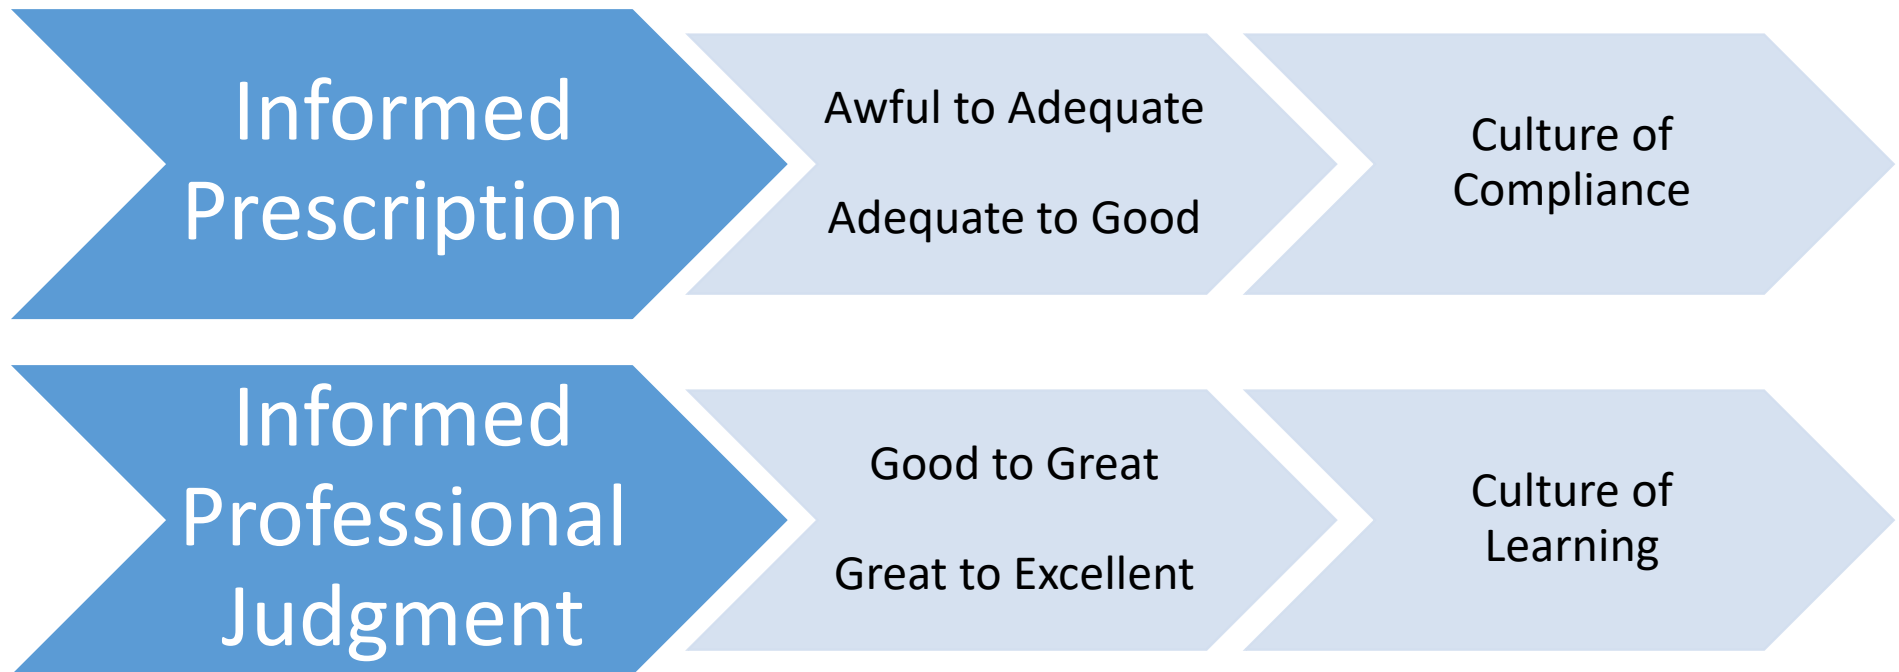 Informed
Prescription
Awful to Adequate
Adequate to Good
Culture of
Compliance
Informed
Professional
Judgment
Good to Great
Great to Excellent
Culture of
Learning